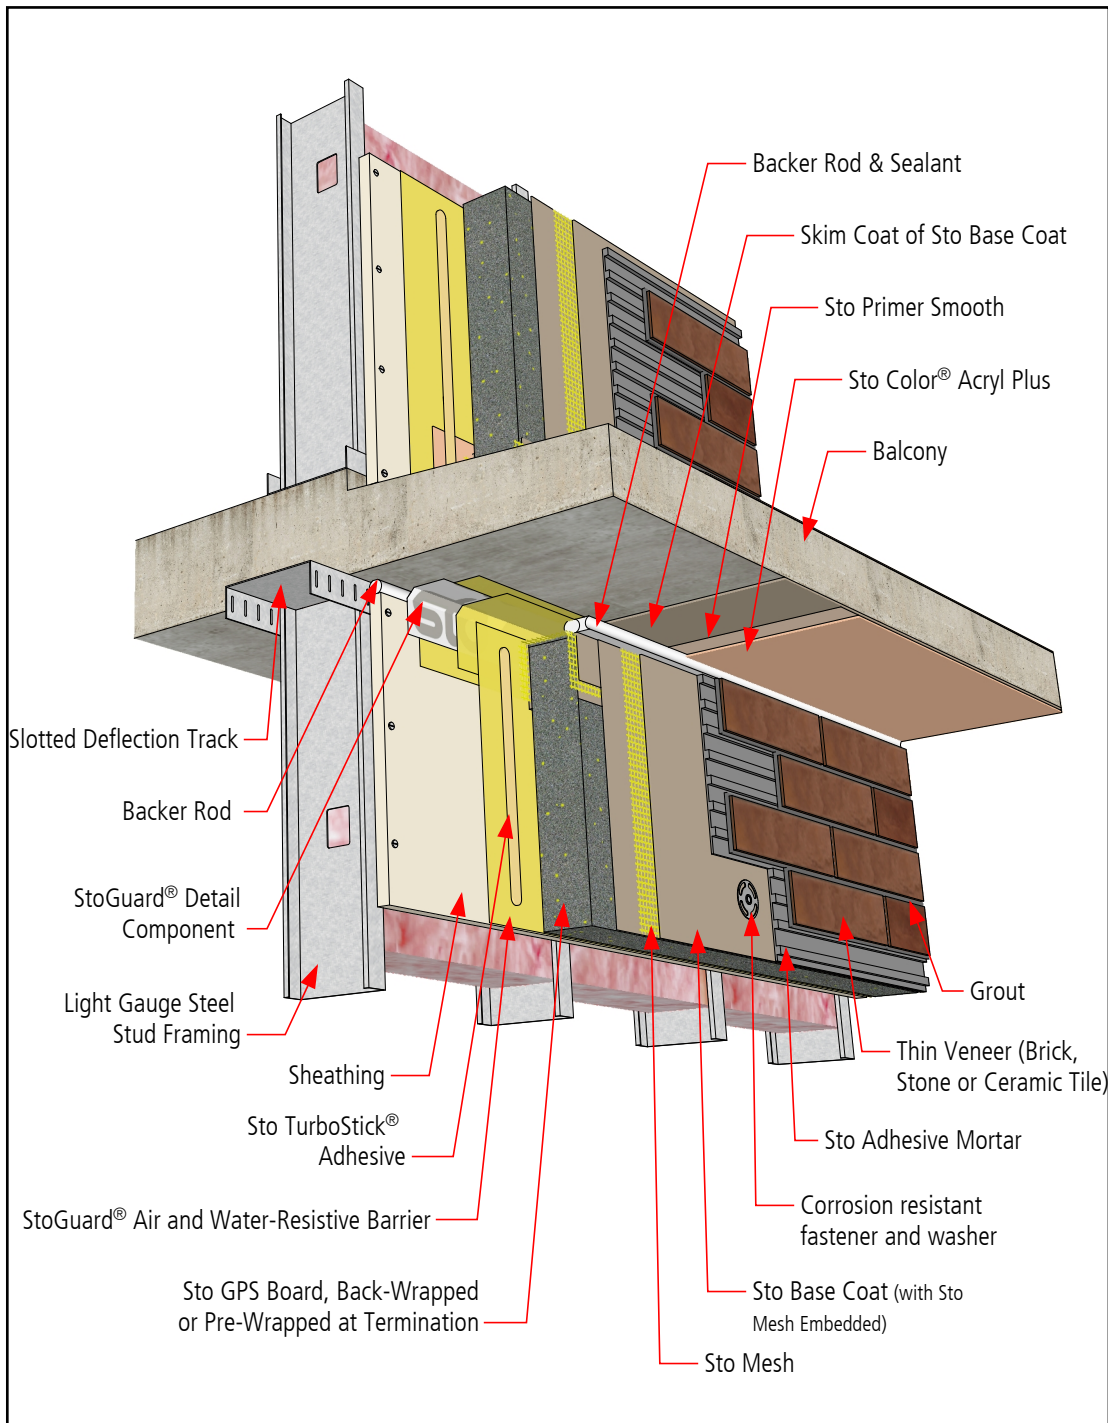 Backer Rod & Sealant
Skim Coat of Sto Base Coat
Sto Primer Smooth
Sto Color® Acryl Plus
Balcony
Slotted Deflection Track
Backer Rod
StoGuard® Detail
Component
Light Gauge Steel
Stud Framing
Sheathing
Sto TurboStick®
Adhesive
StoGuard® Air and Water-Resistive Barrier
Sto GPS Board, Back-Wrapped
or Pre-Wrapped at Termination
Grout
Thin Veneer (Brick,
Stone or Ceramic Tile)
Sto Adhesive Mortar
Corrosion resistant
fastener and washer
Sto Base Coat (with Sto
Mesh Embedded)
Sto Mesh